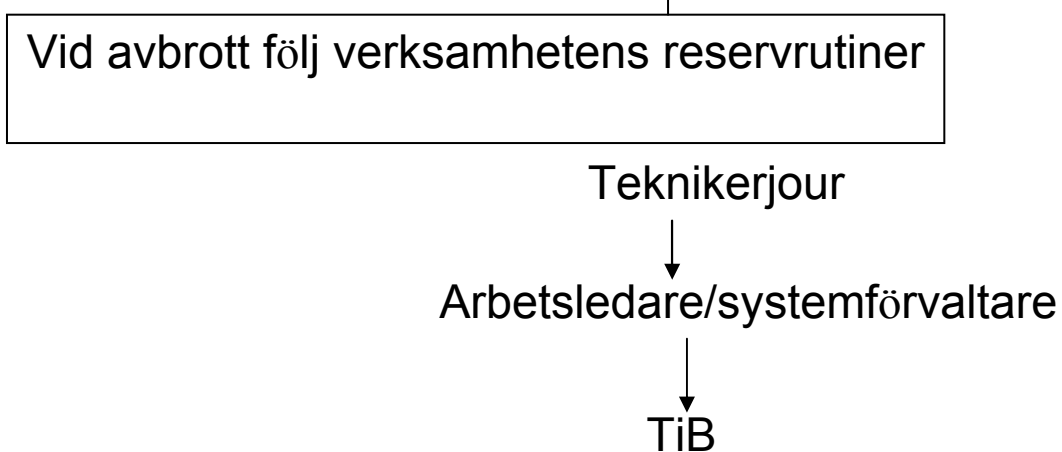 Vid avbrott följ verksamhetens reservrutiner
Teknikerjour
Arbetsledare/systemförvaltare
TiB